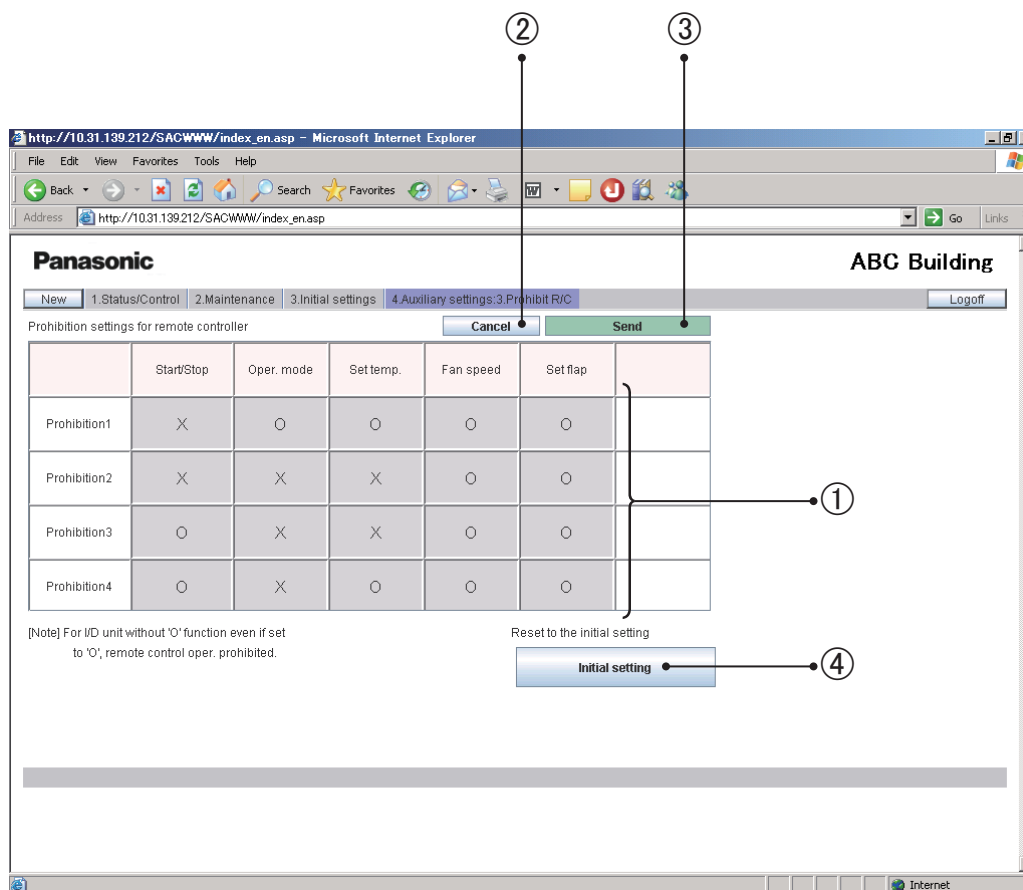 ② ③
http://10.31.139.212/SACWWW/index_en.asp - Microsoft Internet Explorer
File Edit View Favorites Tools Help
Back Search Favorites
Address http://10.31.139.212/SACWWW/index_en.asp Go Links
Panasonic ABC Building
New 1.Status/Control 2.Maintenance 3.Initial settings 4.Auxiliary settings:3.Prohibit R/C Logoff
Prohibition settings for remote controller Cancel Send
Start/Stop Oper. mode Set temp. Fan speed Set flap
Prohibition1 X O O O O
Prohibition2 X X X O O
①
Prohibition3 O X X O O
Prohibition4 O X O O O
[Note] For I/D unit without 'O' function even if set Reset to the initial setting
to 'O', remote control oper. prohibited.
Initial setting ④
Internet